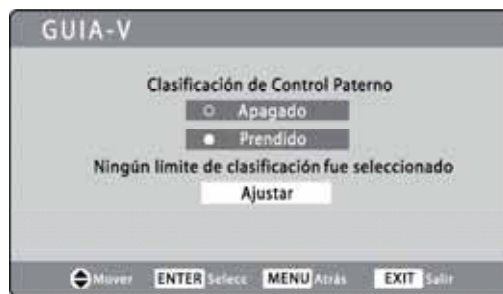 GUIA-V
Clasificación de Control Paterno
Apagado
Prendido
Ningún limite de clasificación fue seleccionado
Ajustar
Mover ENTER Selecc MENU Atrás EXIT Salir